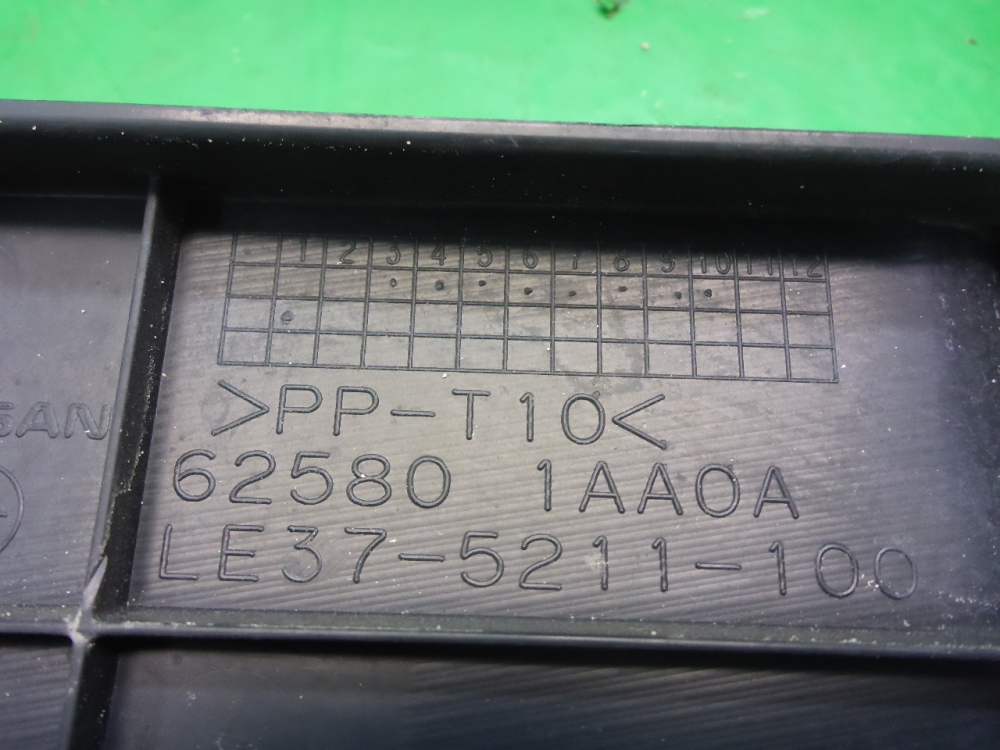 1 2 3 4 5 6 7 8 9 10 11 12
>PP-T10<
SAN
62580 1AA0A
LE37-5211-100